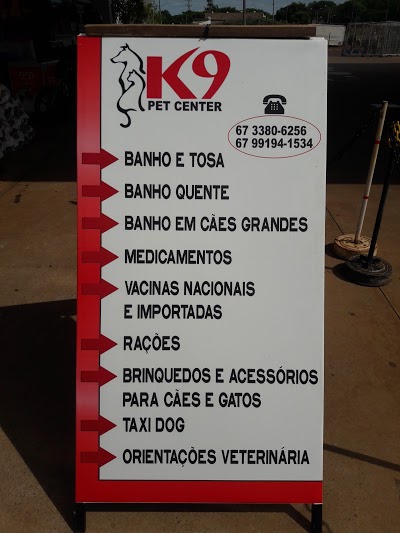 K9
PET CENTER
67 3380-6256
67 99194-1534
BANHO E TOSA
BANHO QUENTE
BANHO EM CÃES GRANDES
MEDICAMENTOS
VACINAS NACIONAIS
E IMPORTADAS
RAÇÕES
BRINQUEDOS E ACESSÓRIOS
PARA CÃES E GATOS
TAXI DOG
ORIENTAÇÕES VETERINÁRIA